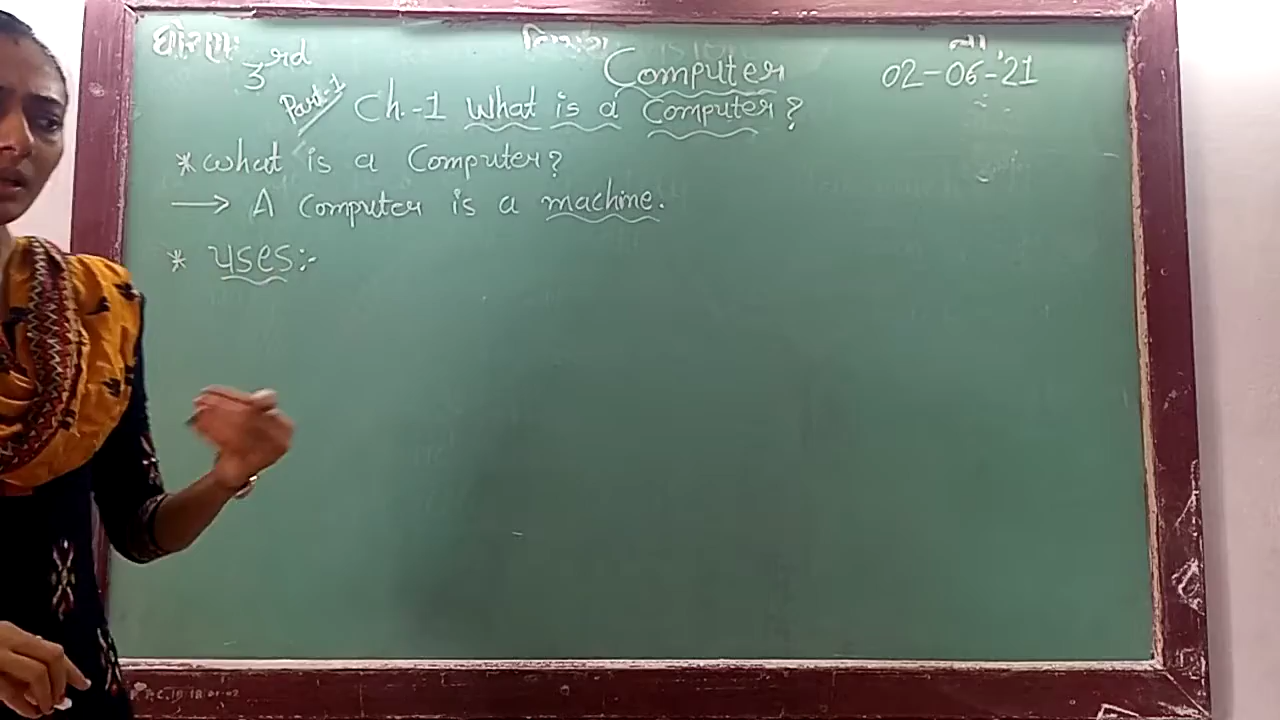 ધોરણ 3rd વિષય Computer તા 02-06-'21
Part-1 Ch.-1 What is a Computer?
* what is a Computer?
→ A Computer is a machine.
* uses:-